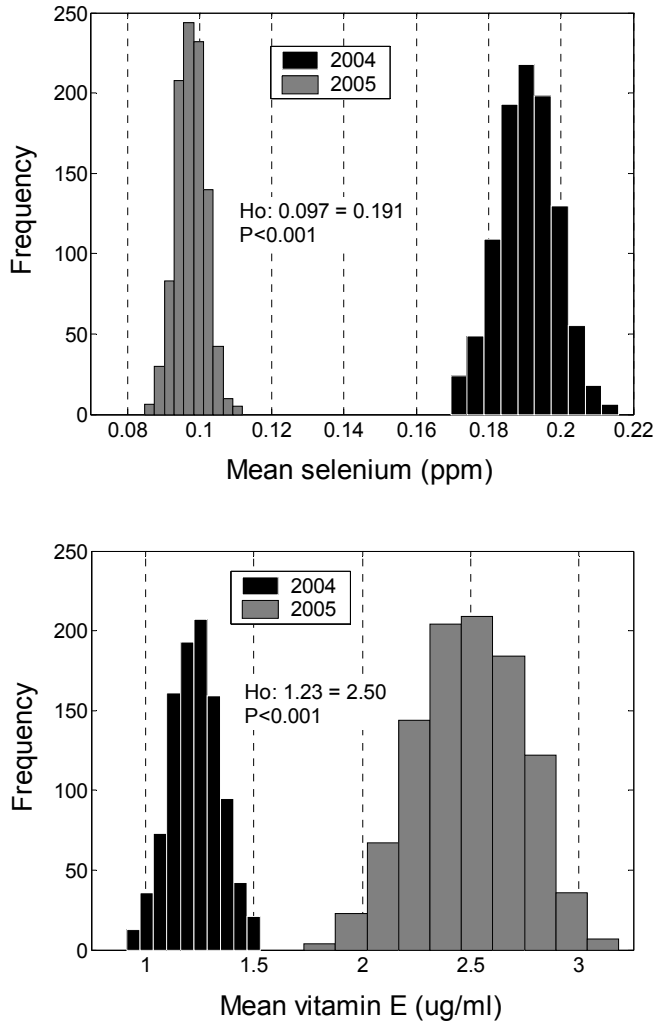 250
200
150
100
50
0
Frequency
2004
2005
Ho: 0.097 = 0.191
P<0.001
0.08 0.1 0.12 0.14 0.16 0.18 0.2 0.22
Mean selenium (ppm)
250
200
150
100
50
0
Frequency
2004
2005
Ho: 1.23 = 2.50
P<0.001
1 1.5 2 2.5 3
Mean vitamin E (ug/ml)